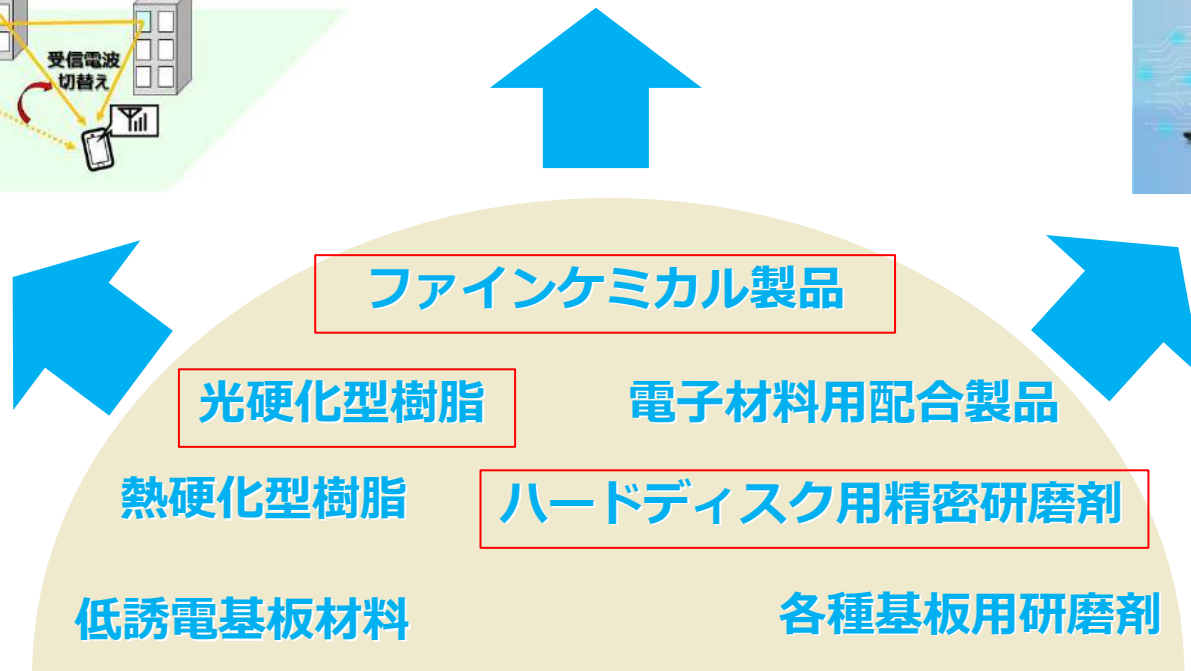 受信電波
切替え
ファインケミカル製品
光硬化型樹脂
電子材料用配合製品
熱硬化型樹脂
ハードディスク用精密研磨剤
低誘電基板材料
各種基板用研磨剤